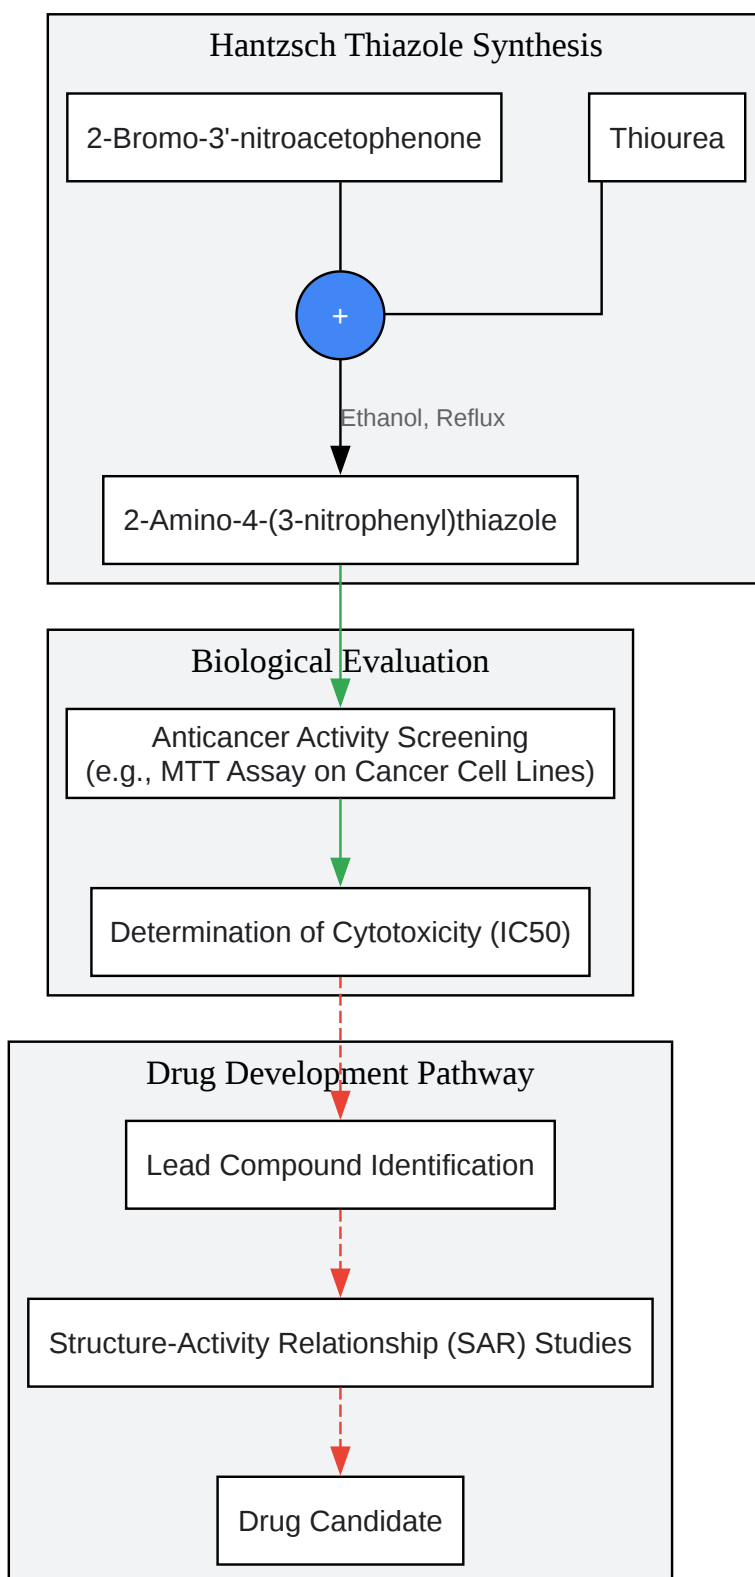 Hantzsch Thiazole Synthesis
2-Bromo-3'-nitroacetophenone
Thiourea
+
Ethanol, Reflux
2-Amino-4-(3-nitrophenyl)thiazole
Biological Evaluation
Anticancer Activity Screening
(e.g., MTT Assay on Cancer Cell Lines)
Determination of Cytotoxicity (IC50)
Drug Development Pathway
Lead Compound Identification
Structure-Activity Relationship (SAR) Studies
Drug Candidate